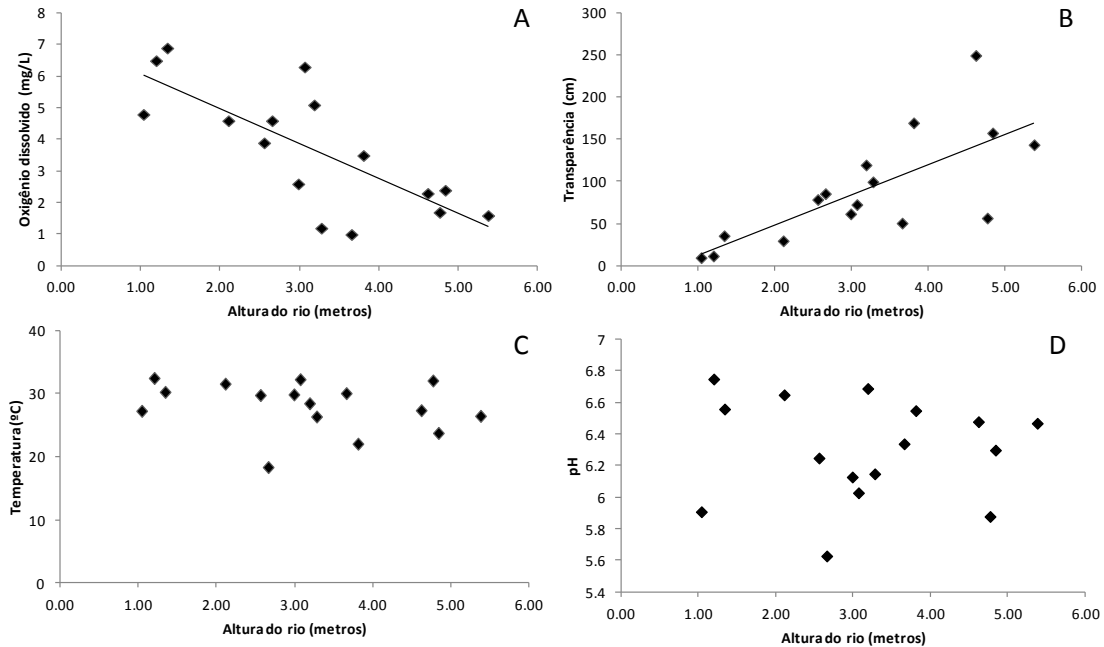 A
8
7
6
5
4
3
2
1
0
Oxigênio dissolvido (mg/L)
0.00 1.00 2.00 3.00 4.00 5.00 6.00
Altura do rio (metros)
B
300
250
200
150
100
50
0
Transparência (cm)
0.00 1.00 2.00 3.00 4.00 5.00 6.00
Altura do rio (metros)
C
40
30
20
10
0
Temperatura (ºC)
0.00 1.00 2.00 3.00 4.00 5.00 6.00
Altura do rio (metros)
D
7
6.8
6.6
6.4
6.2
6
5.8
5.6
5.4
pH
0.00 1.00 2.00 3.00 4.00 5.00 6.00
Altura do rio (metros)